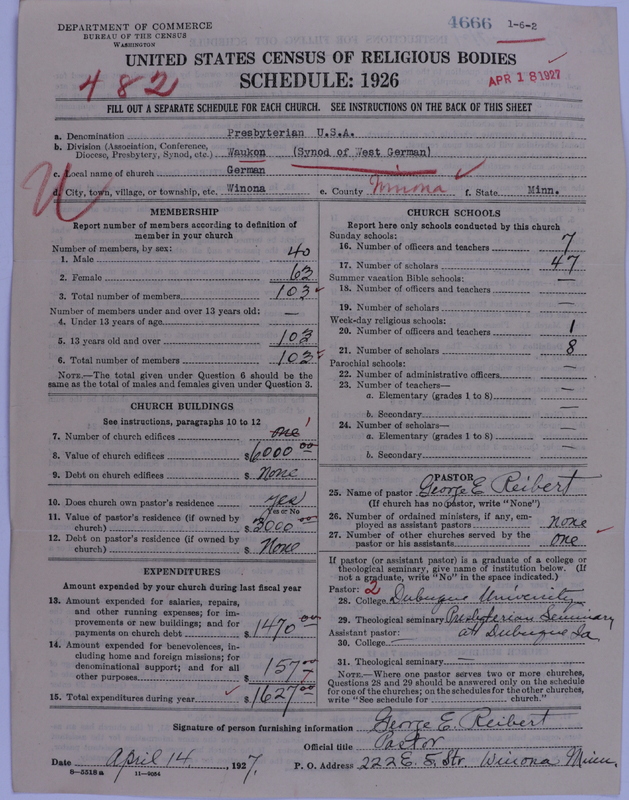 DEPARTMENT OF COMMERCE
BUREAU OF THE CENSUS
WASHINGTON
4666 1-6-2
UNITED STATES CENSUS OF RELIGIOUS BODIES
SCHEDULE: 1926
482
APR 18 1927
FILL OUT A SEPARATE SCHEDULE FOR EACH CHURCH. SEE INSTRUCTIONS ON THE BACK OF THIS SHEET
a. Denomination Presbyterian U.S.A.
b. Division (Association, Conference, Diocese, Presbytery, Synod, etc.) Waukon (Synod of West German)
c. Local name of church German
d. City, town, village, or township, etc. Winona e. County Winona f. State Minn.
MEMBERSHIP
Report number of members according to definition of
member in your church
Number of members, by sex:
1. Male 40
2. Female 63
3. Total number of members 103
Number of members under and over 13 years old:
4. Under 13 years of age —
5. 13 years old and over 103
6. Total number of members 103
NOTE.—The total given under Question 6 should be the
same as the total of males and females given under Question 3.
CHURCH BUILDINGS
See instructions, paragraphs 10 to 12
7. Number of church edifices one 1
8. Value of church edifices $6000 00
9. Debt on church edifices $ None
10. Does church own pastor's residence yes
Yes or No
11. Value of pastor's residence (if owned by
church) $3000 00
12. Debt on pastor's residence (if owned by
church) $ None
EXPENDITURES
Amount expended by your church during last fiscal year
13. Amount expended for salaries, repairs,
and other running expenses; for im-
provements or new buildings; and for
payments on church debt $1470 00
14. Amount expended for benevolences, in-
cluding home and foreign missions; for
denominational support; and for all
other purposes $157 00
15. Total expenditures during year $1627 00
CHURCH SCHOOLS
Report here only schools conducted by this church
Sunday schools:
16. Number of officers and teachers 7
17. Number of scholars 47
Summer vacation Bible schools:
18. Number of officers and teachers —
19. Number of scholars —
Week-day religious schools:
20. Number of officers and teachers 1
21. Number of scholars 8
Parochial schools:
22. Number of administrative officers —
23. Number of teachers—
a. Elementary (grades 1 to 8) —
b. Secondary —
24. Number of scholars—
a. Elementary (grades 1 to 8) —
b. Secondary —
PASTOR
25. Name of pastor George E. Reibert
(If church has no pastor, write "None")
26. Number of ordained ministers, if any, em-
ployed as assistant pastors none
27. Number of other churches served by the
pastor or his assistants one
If pastor (or assistant pastor) is a graduate of a college or
theological seminary, give name of institution below. (If
not a graduate, write "No" in the space indicated.)
Pastor: 2
28. College Dubuque University
29. Theological seminary Presbyterian Seminary
Assistant pastor: at Dubuque Ia
30. College —
31. Theological seminary —
NOTE.—Where one pastor serves two or more churches,
Questions 28 and 29 should be answered only on the schedule
for one of the churches; on the schedules for the other churches,
write "See schedule for church."
Signature of person furnishing information George E. Reibert
Official title Pastor
Date April 14, 1927. P. O. Address 222 E. 8. Str. Winona Minn.
8—5518 a 11—9054